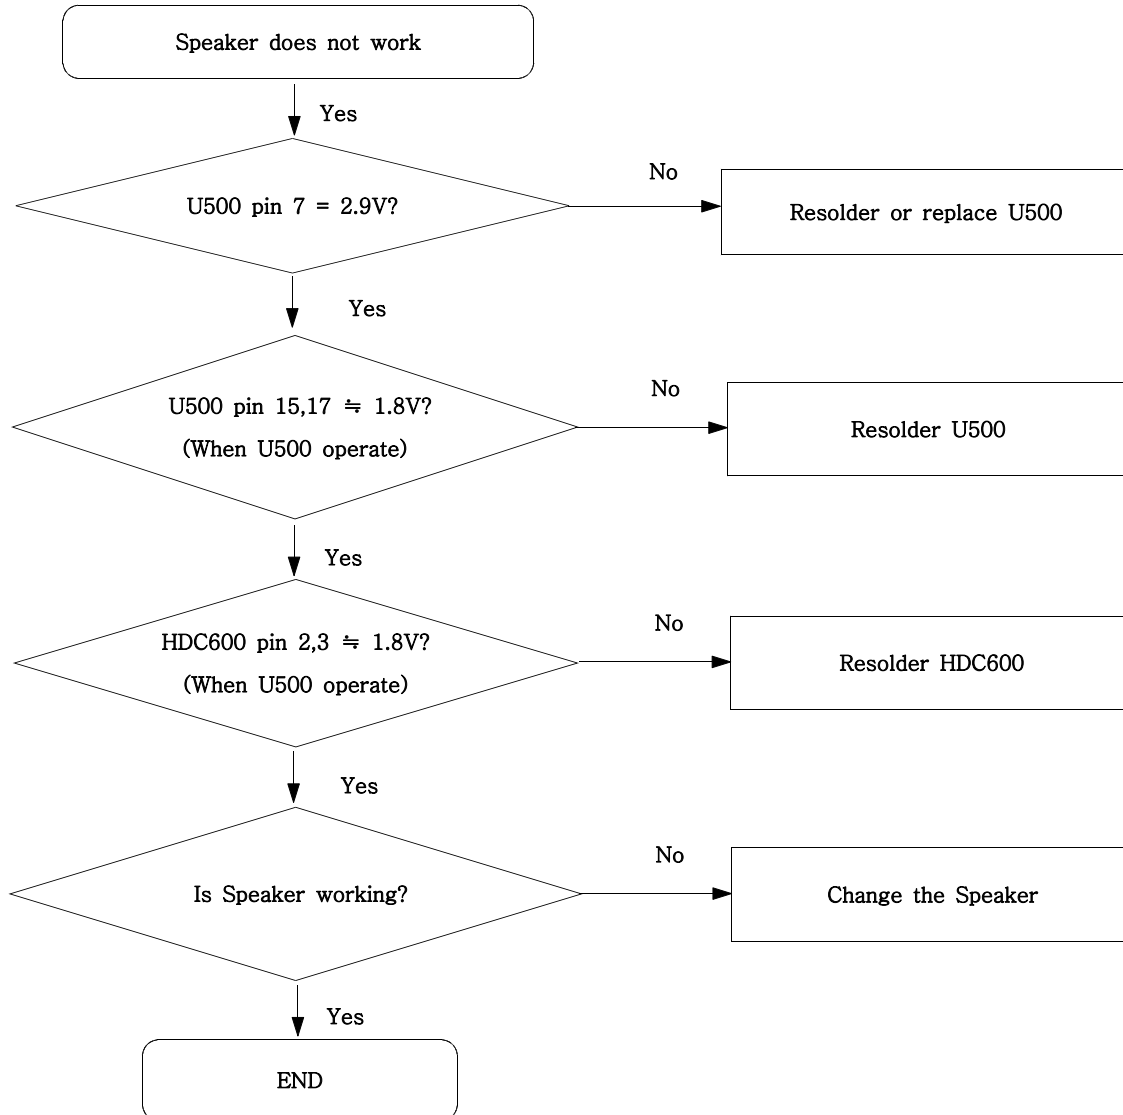 Speaker does not work
Yes
U500 pin 7 = 2.9V?
No
Resolder or replace U500
Yes
U500 pin 15,17 ≒ 1.8V?
(When U500 operate)
No
Resolder U500
Yes
HDC600 pin 2,3 ≒ 1.8V?
(When U500 operate)
No
Resolder HDC600
Yes
Is Speaker working?
No
Change the Speaker
Yes
END